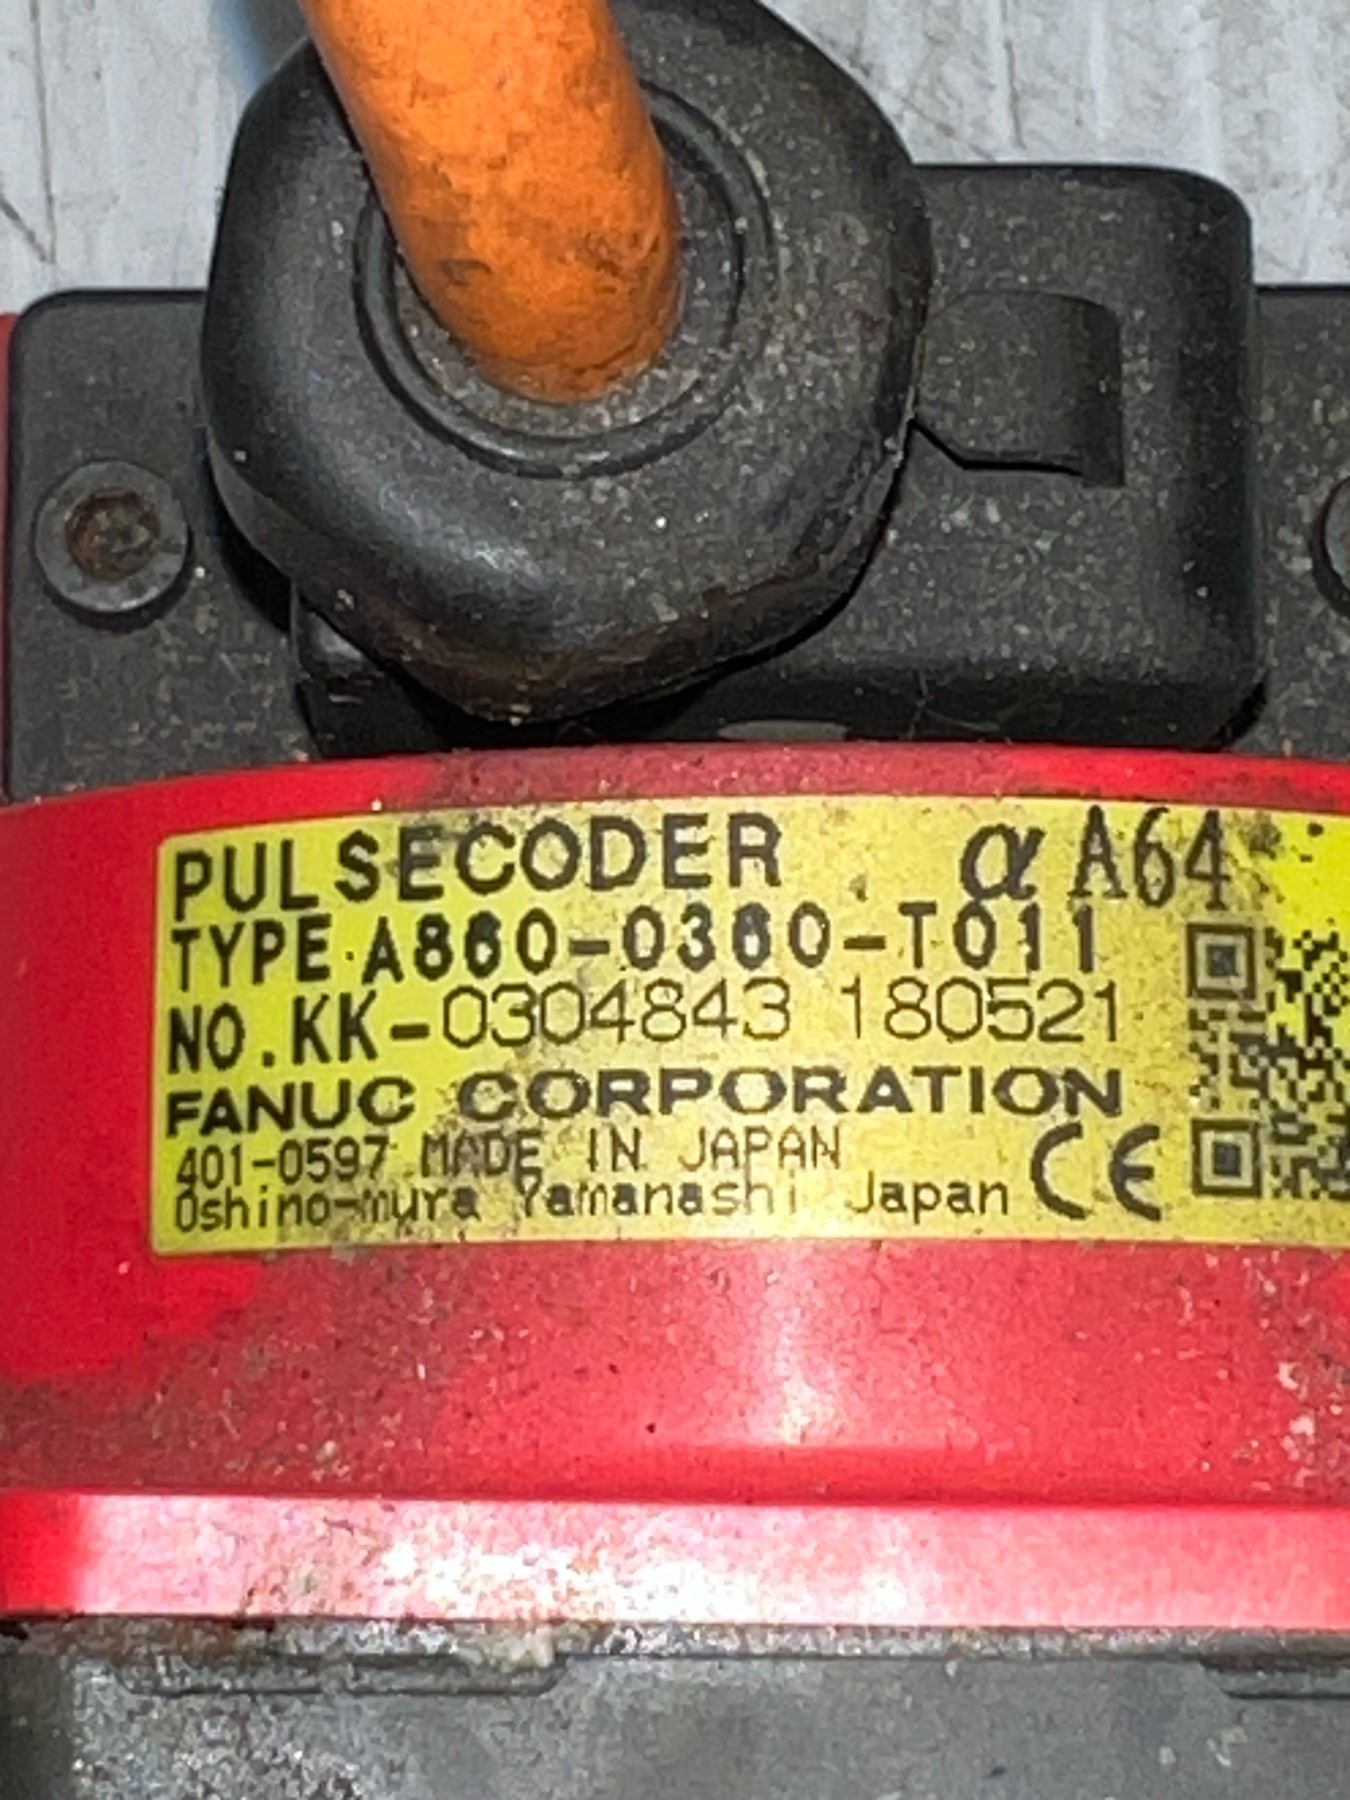 PULSECODER αA64
TYPE A860-0360-T011
NO.KK-0304843 180521
FANUC CORPORATION
401-0597 MADE IN JAPAN
Oshino-mura Yamanashi Japan CE